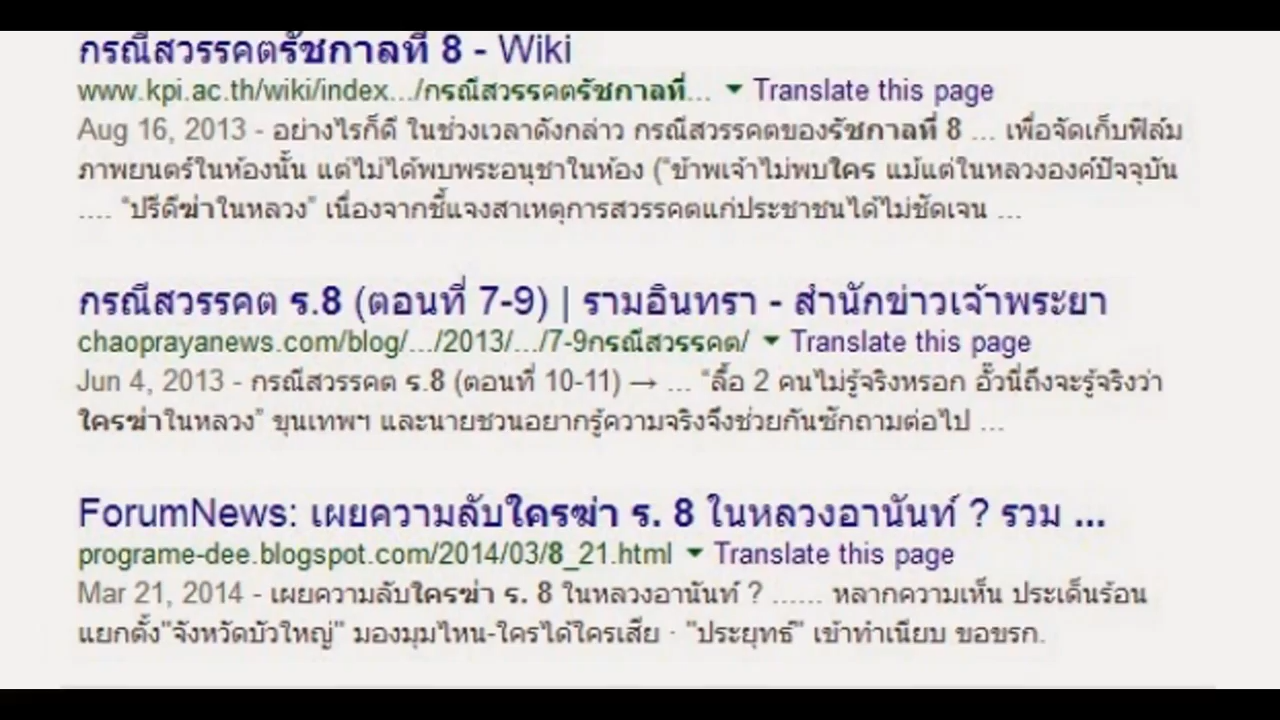 กรณีสวรรคตรัชกาลที่ 8 - Wiki
www.kpi.ac.th/wiki/index.../กรณีสวรรคตรัชกาลที่... ▼ Translate this page
Aug 16, 2013 - อย่างไรก็ดี ในช่วงเวลาดังกล่าว กรณีสวรรคตของรัชกาลที่ 8 ... เพื่อจัดเก็บฟิล์ม
ภาพยนตร์ในห้องนั้น แต่ไม่ได้พบพระอนุชาในห้อง ("ข้าพเจ้าไม่พบใคร แม้แต่ในหลวงองค์ปัจจุบัน
.... "ปรีดีฆ่าในหลวง" เนื่องจากชี้แจงสาเหตุการสวรรคตแก่ประชาชนได้ไม่ชัดเจน ...
กรณีสวรรคต ร.8 (ตอนที่ 7-9) | รามอินทรา - สำนักข่าวเจ้าพระยา
chaoprayanews.com/blog/.../2013/.../7-9กรณีสวรรคต/ ▼ Translate this page
Jun 4, 2013 - กรณีสวรรคต ร.8 (ตอนที่ 10-11) → ... "ลื้อ 2 คนไม่รู้จริงหรอก อั๊วนี่ถึงจะรู้จริงว่า
ใครฆ่าในหลวง" ขุนเทพฯ และนายชวนอยากรู้ความจริงจึงช่วยกันซักถามต่อไป ...
ForumNews: เผยความลับใครฆ่า ร. 8 ในหลวงอานันท์ ? รวม ...
programe-dee.blogspot.com/2014/03/8_21.html ▼ Translate this page
Mar 21, 2014 - เผยความลับใครฆ่า ร. 8 ในหลวงอานันท์ ? ...... หลากความเห็น ประเด็นร้อน
แยกตั้ง"จังหวัดบัวใหญ่" มองมุมไหน-ใครได้ใครเสีย · "ประยุทธ์" เข้าทำเนียบ ขอขรก.